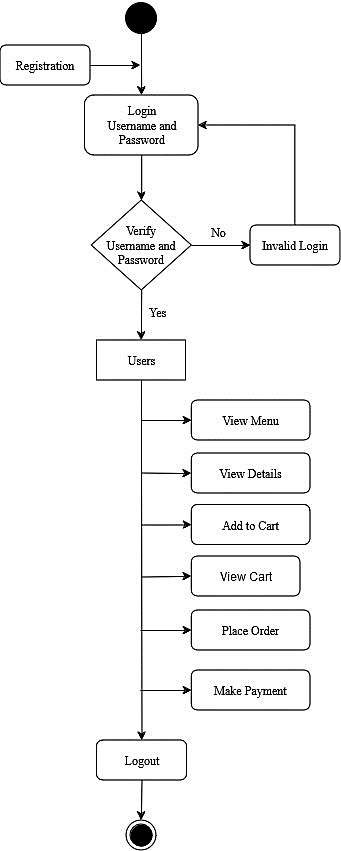 Registration
Login
Username and
Password
Verify
Username and
Password
No
Invalid Login
Yes
Users
View Menu
View Details
Add to Cart
View Cart
Place Order
Make Payment
Logout